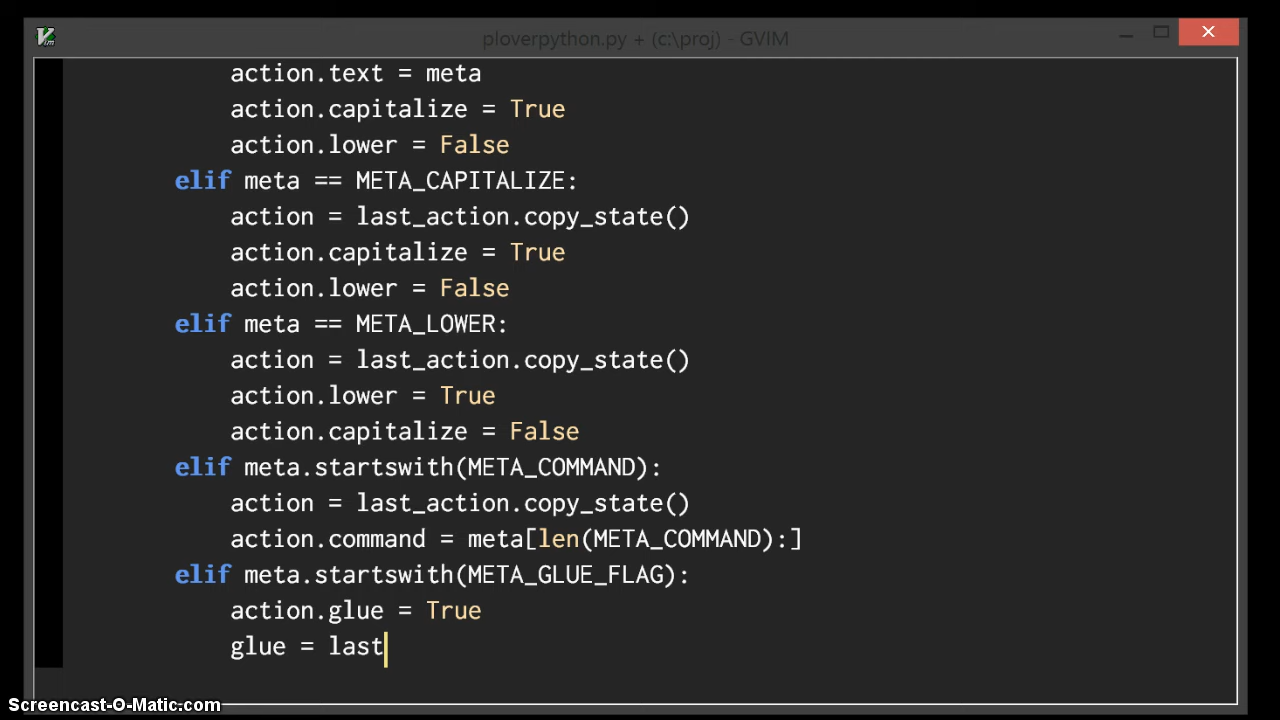 ploverpython.py + (c:\proj) - GVIM
action.text = meta
action.capitalize = True
action.lower = False
elif meta == META_CAPITALIZE:
action = last_action.copy_state()
action.capitalize = True
action.lower = False
elif meta == META_LOWER:
action = last_action.copy_state()
action.lower = True
action.capitalize = False
elif meta.startswith(META_COMMAND):
action = last_action.copy_state()
action.command = meta[len(META_COMMAND):]
elif meta.startswith(META_GLUE_FLAG):
action.glue = True
glue = last
Screencast-O-Matic.com